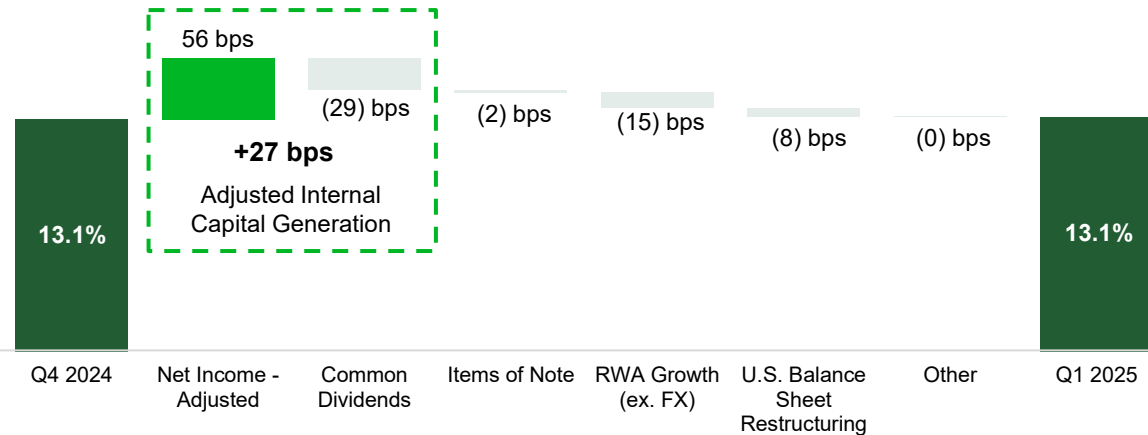 56 bps
(29) bps
(2) bps
(15) bps
(8) bps
(0) bps
+27 bps
Adjusted Internal
Capital Generation
13.1%
13.1%
Q4 2024
Net Income -
Adjusted
Common
Dividends
Items of Note
RWA Growth
(ex. FX)
U.S. Balance
Sheet
Restructuring
Other
Q1 2025